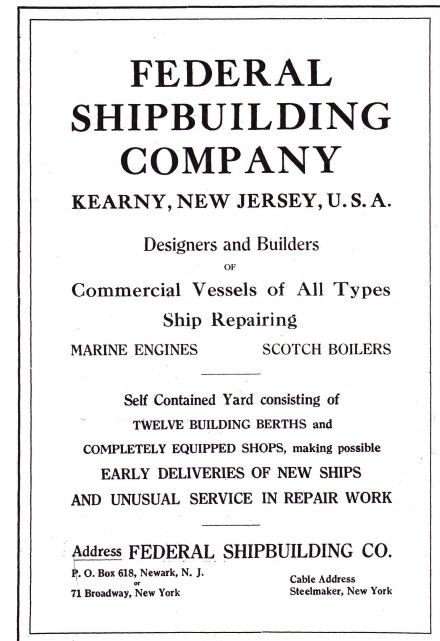 FEDERAL
SHIPBUILDING
COMPANY
KEARNY, NEW JERSEY, U. S. A.
Designers and Builders
OF
Commercial Vessels of All Types
Ship Repairing
MARINE ENGINES SCOTCH BOILERS
Self Contained Yard consisting of
TWELVE BUILDING BERTHS and
COMPLETELY EQUIPPED SHOPS, making possible
EARLY DELIVERIES OF NEW SHIPS
AND UNUSUAL SERVICE IN REPAIR WORK
Address FEDERAL SHIPBUILDING CO.
P. O. Box 618, Newark, N. J.
or
71 Broadway, New York
Cable Address
Steelmaker, New York